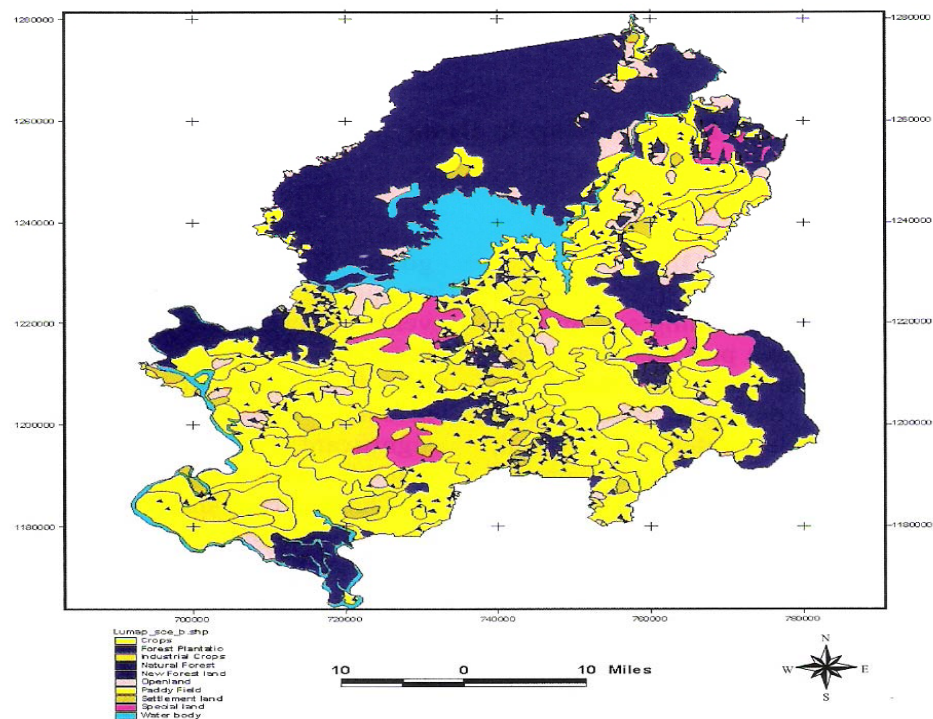 1280000 1280000
1260000 1260000
1240000 1240000
1220000 1220000
1200000 1200000
1180000 1180000
700000 720000 740000 760000 780000
Lumap_sce_b.shp
Crops
Forest Plantatio
Industrial Crops
Natural Forest
New Forest land
Openland
Paddy Field
Settlement land
Special land
Water body
10 0 10 Miles
N
W E
S